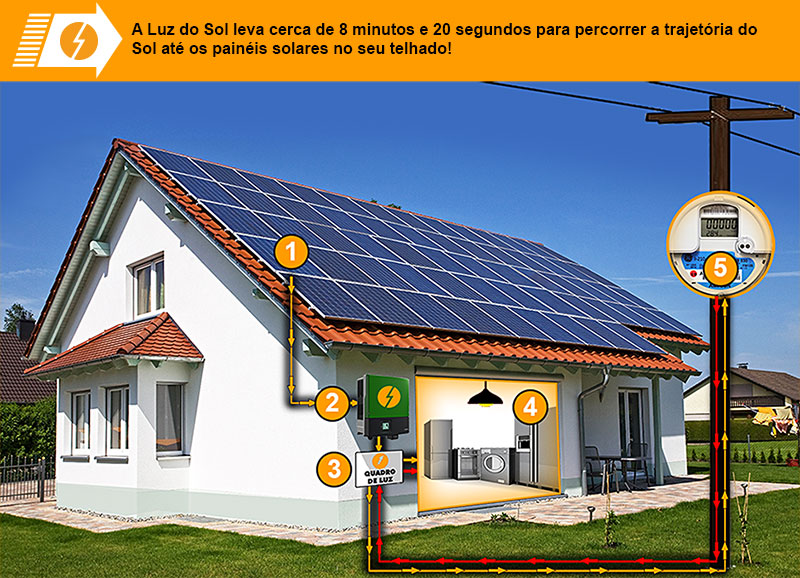 A Luz do Sol leva cerca de 8 minutos e 20 segundos para percorrer a trajetória do
Sol até os painéis solares no seu telhado!
1
2
3
QUADRO
DE LUZ
4
00000
5